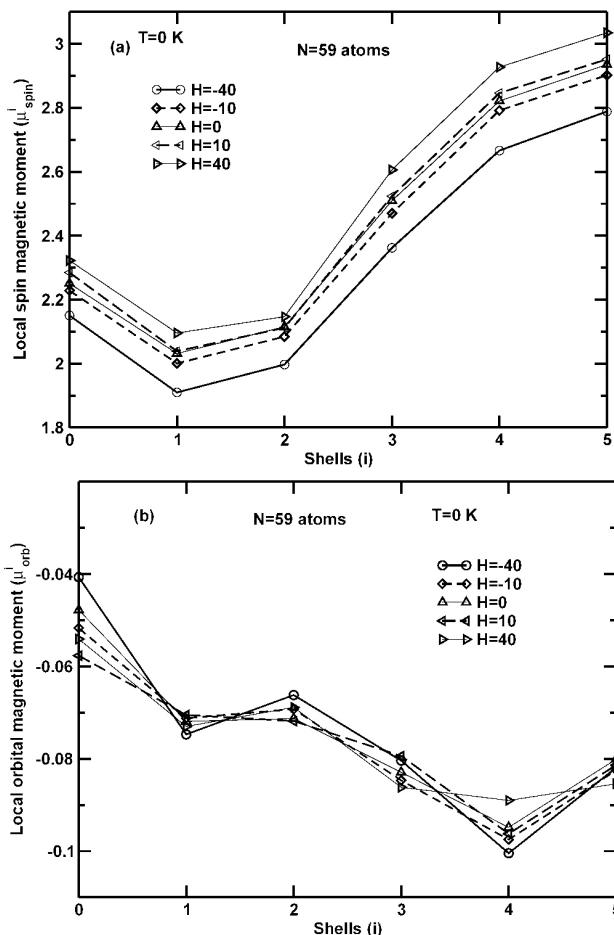 (a)
T=0 K
N=59 atoms
H=-40
H=-10
H=0
H=10
H=40
Local spin magnetic moment (μ^i_spin)
3
2.8
2.6
2.4
2.2
2
1.8
0 1 2 3 4 5
Shells (i)
(b)
N=59 atoms
T=0 K
H=-40
H=-10
H=0
H=10
H=40
Local orbital magnetic moment (μ^i_orb)
-0.04
-0.06
-0.08
-0.1
0 1 2 3 4 5
Shells (i)